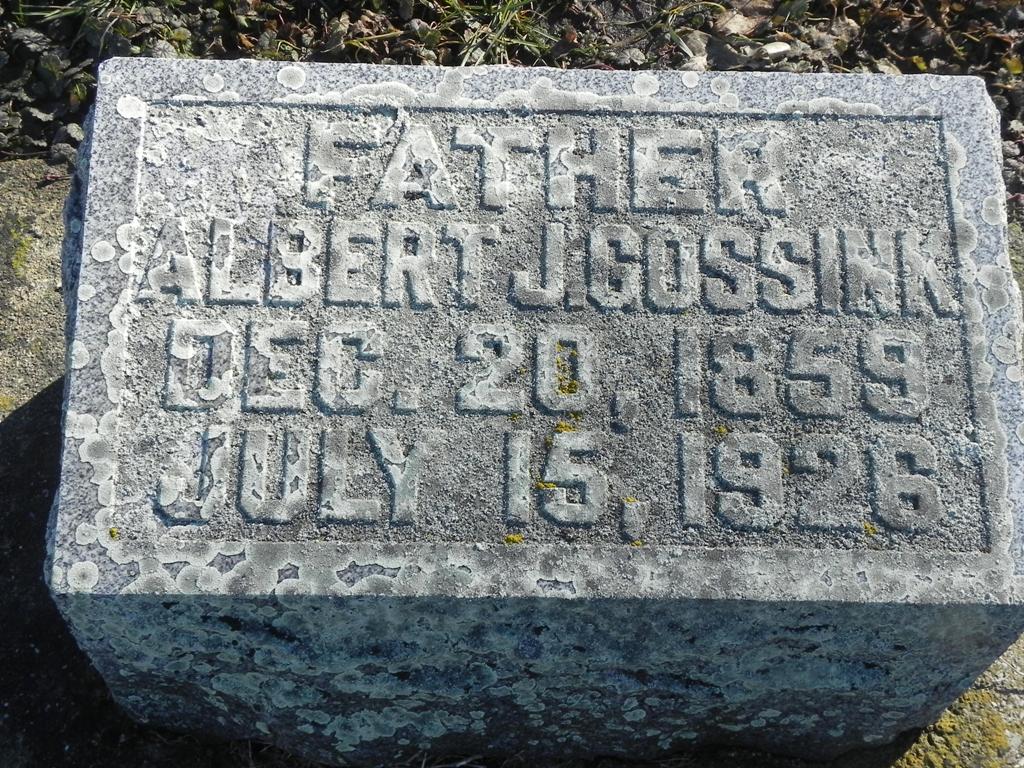 FATHER
ALBERT J. GOSSINK
DEC. 20, 1859
JULY 15, 1926